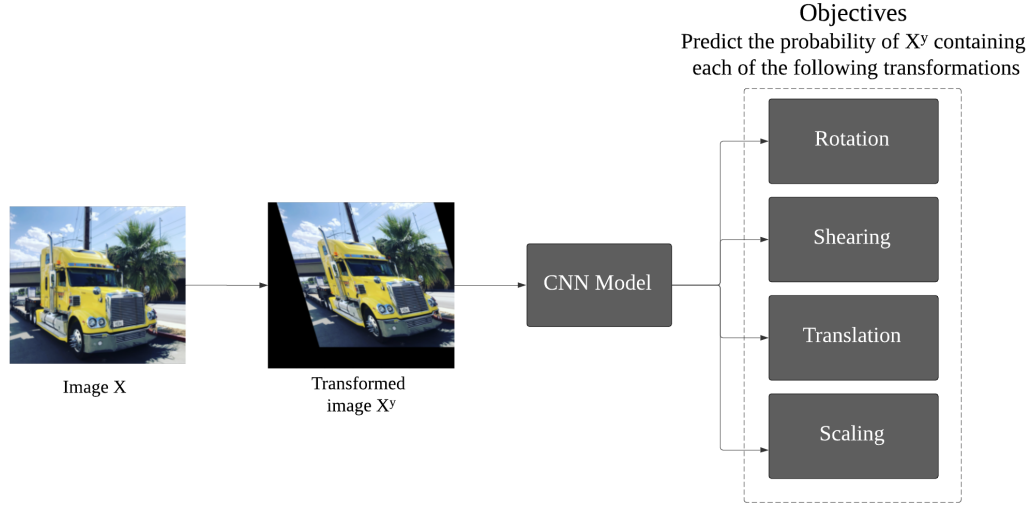 Objectives
Predict the probability of Xʸ containing
each of the following transformations
Rotation
Shearing
CNN Model
Translation
Scaling
Image X
Transformed
image Xʸ